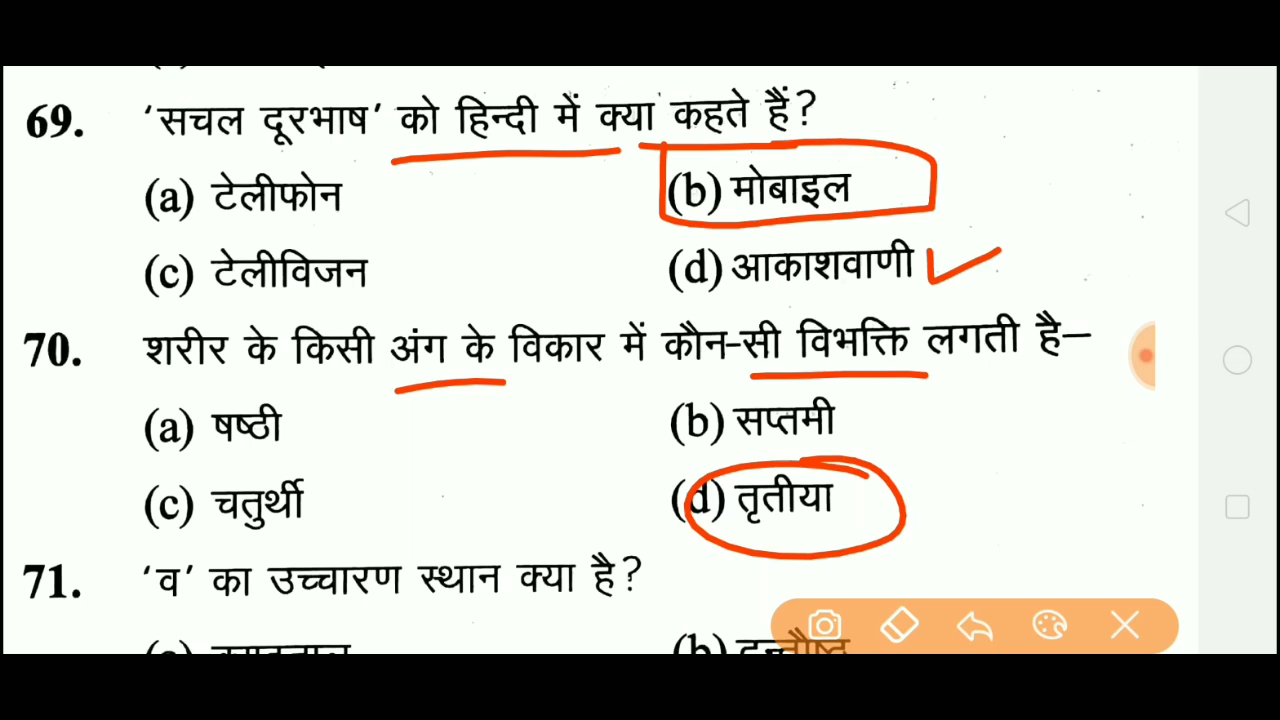 69. ‘सचल दूरभाष’ को हिन्दी में क्या कहते हैं?
(a) टेलीफोन (b) मोबाइल
(c) टेलीविजन (d) आकाशवाणी
70. शरीर के किसी अंग के विकार में कौन-सी विभक्ति लगती है–
(a) षष्ठी (b) सप्तमी
(c) चतुर्थी (d) तृतीया
71. ‘व’ का उच्चारण स्थान क्या है?
(b) दन्तौष्ठ